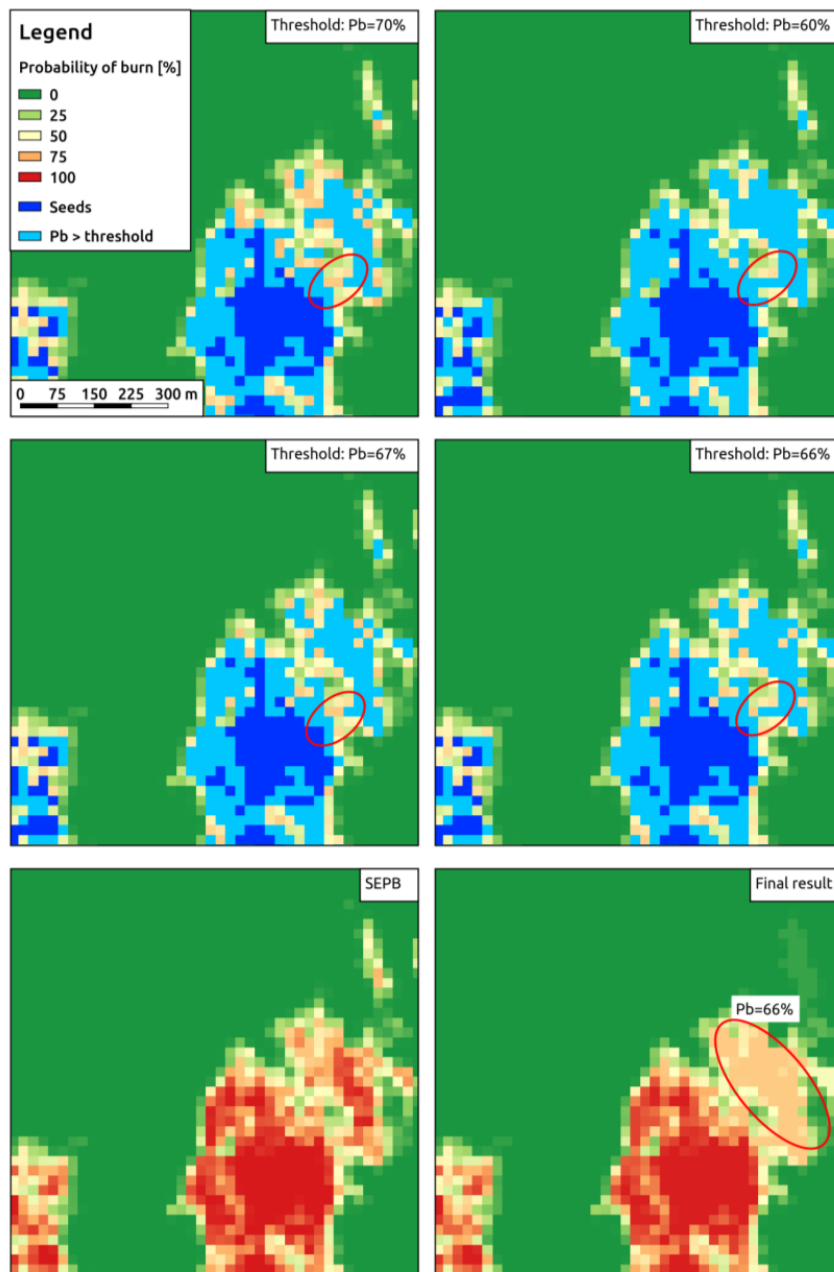 Legend
Probability of burn [%]
0
25
50
75
100
Seeds
Pb > threshold
0 75 150 225 300 m
Threshold: Pb=70%
Threshold: Pb=60%
Threshold: Pb=67%
Threshold: Pb=66%
SEPB
Final result
Pb=66%